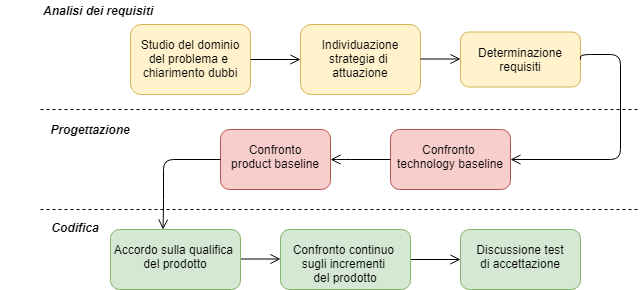 Analisi dei requisiti
Studio del dominio
del problema e
chiarimento dubbi
Individuazione
strategia di
attuazione
Determinazione
requisiti
Progettazione
Confronto
product baseline
Confronto
technology baseline
Codifica
Accordo sulla qualifica
del prodotto
Confronto continuo
sugli incrementi
del prodotto
Discussione test
di accettazione